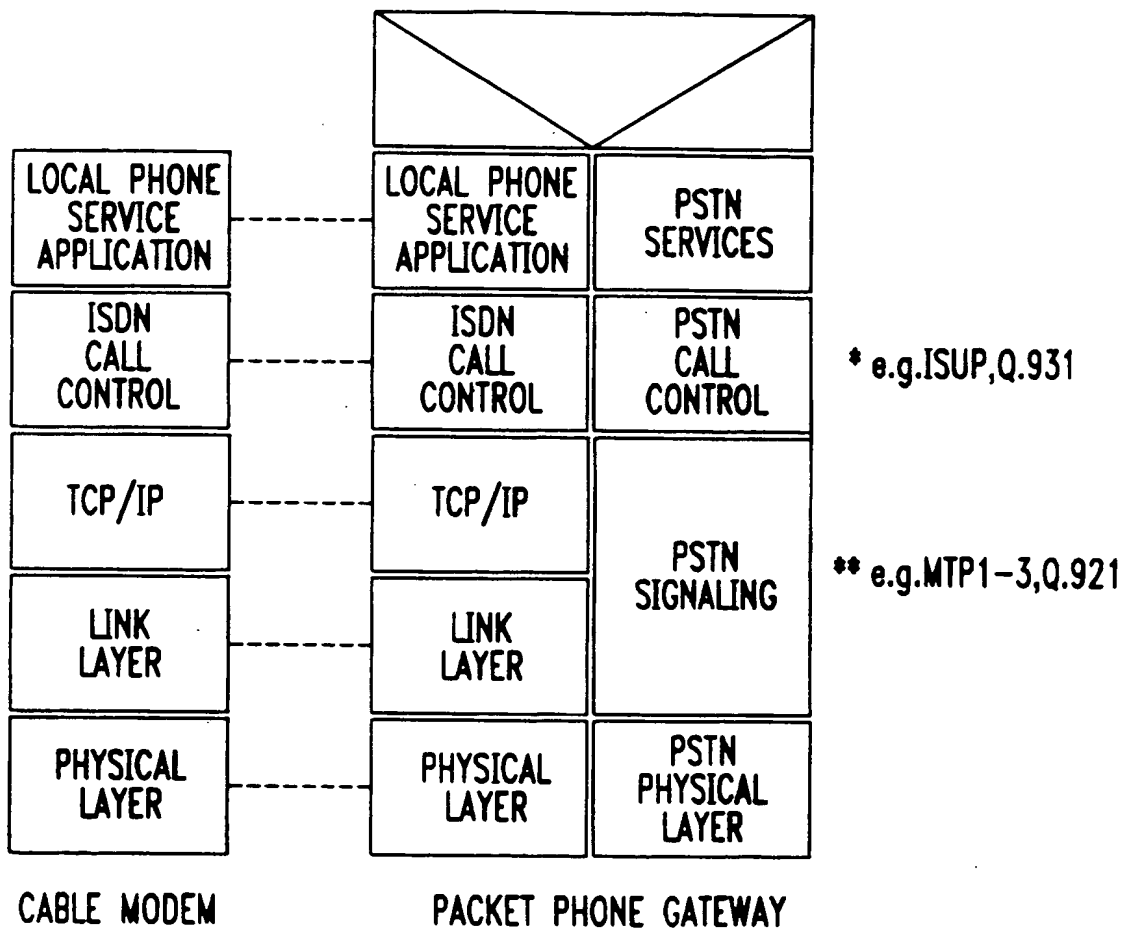 LOCAL PHONE
SERVICE
APPLICATION
LOCAL PHONE
SERVICE
APPLICATION
PSTN
SERVICES
ISDN
CALL
CONTROL
ISDN
CALL
CONTROL
PSTN
CALL
CONTROL
* e.g.ISUP,Q.931
TCP/IP
TCP/IP
PSTN
SIGNALING
** e.g.MTP1-3,Q.921
LINK
LAYER
LINK
LAYER
PHYSICAL
LAYER
PHYSICAL
LAYER
PSTN
PHYSICAL
LAYER
CABLE MODEM
PACKET PHONE GATEWAY